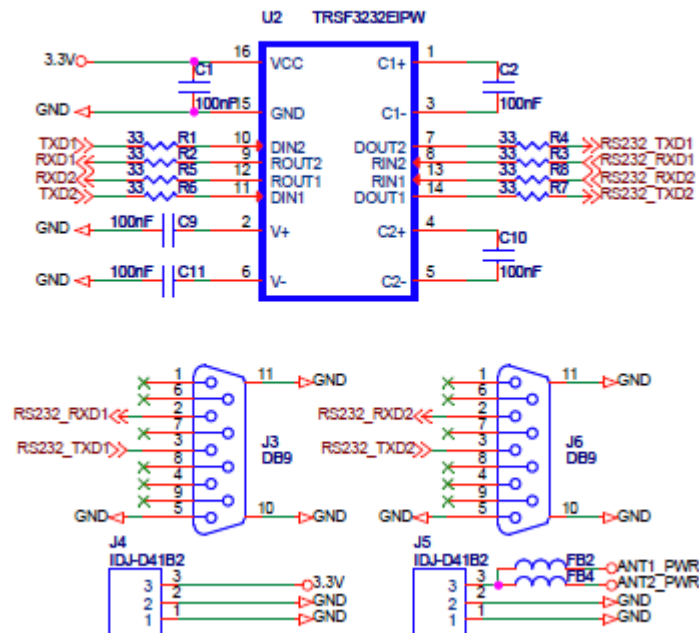 U2 TRSF3232EIPW
3.3V 16 VCC C1+ 1
C1 C2
GND 100nF 15 GND C1- 3 100nF
TXD1 33 R1 10 DIN2 DOUT2 7 33 R4 RS232_TXD1
RXD1 33 R2 9 ROUT2 RIN2 8 33 R3 RS232_RXD1
RXD2 33 R5 12 ROUT1 RIN1 13 33 R8 RS232_RXD2
TXD2 33 R6 11 DIN1 DOUT1 14 33 R7 RS232_TXD2
GND 100nF C9 2 V+ C2+ 4
C10
GND 100nF C11 6 V- C2- 5 100nF
1 11 GND 1 11 GND
6 6
RS232_RXD1 2 RS232_RXD2 2
7 J3 7 J6
RS232_TXD1 3 DB9 RS232_TXD2 3 DB9
8 8
4 4
9 9
GND 5 10 GND GND 5 10 GND
J4 J5
IDJ-D41B2 IDJ-D41B2 FB2 ANT1_PWR
3 3 3.3V 3 3 FB4 ANT2_PWR
2 2 GND 2 2 GND
1 1 GND 1 1 GND